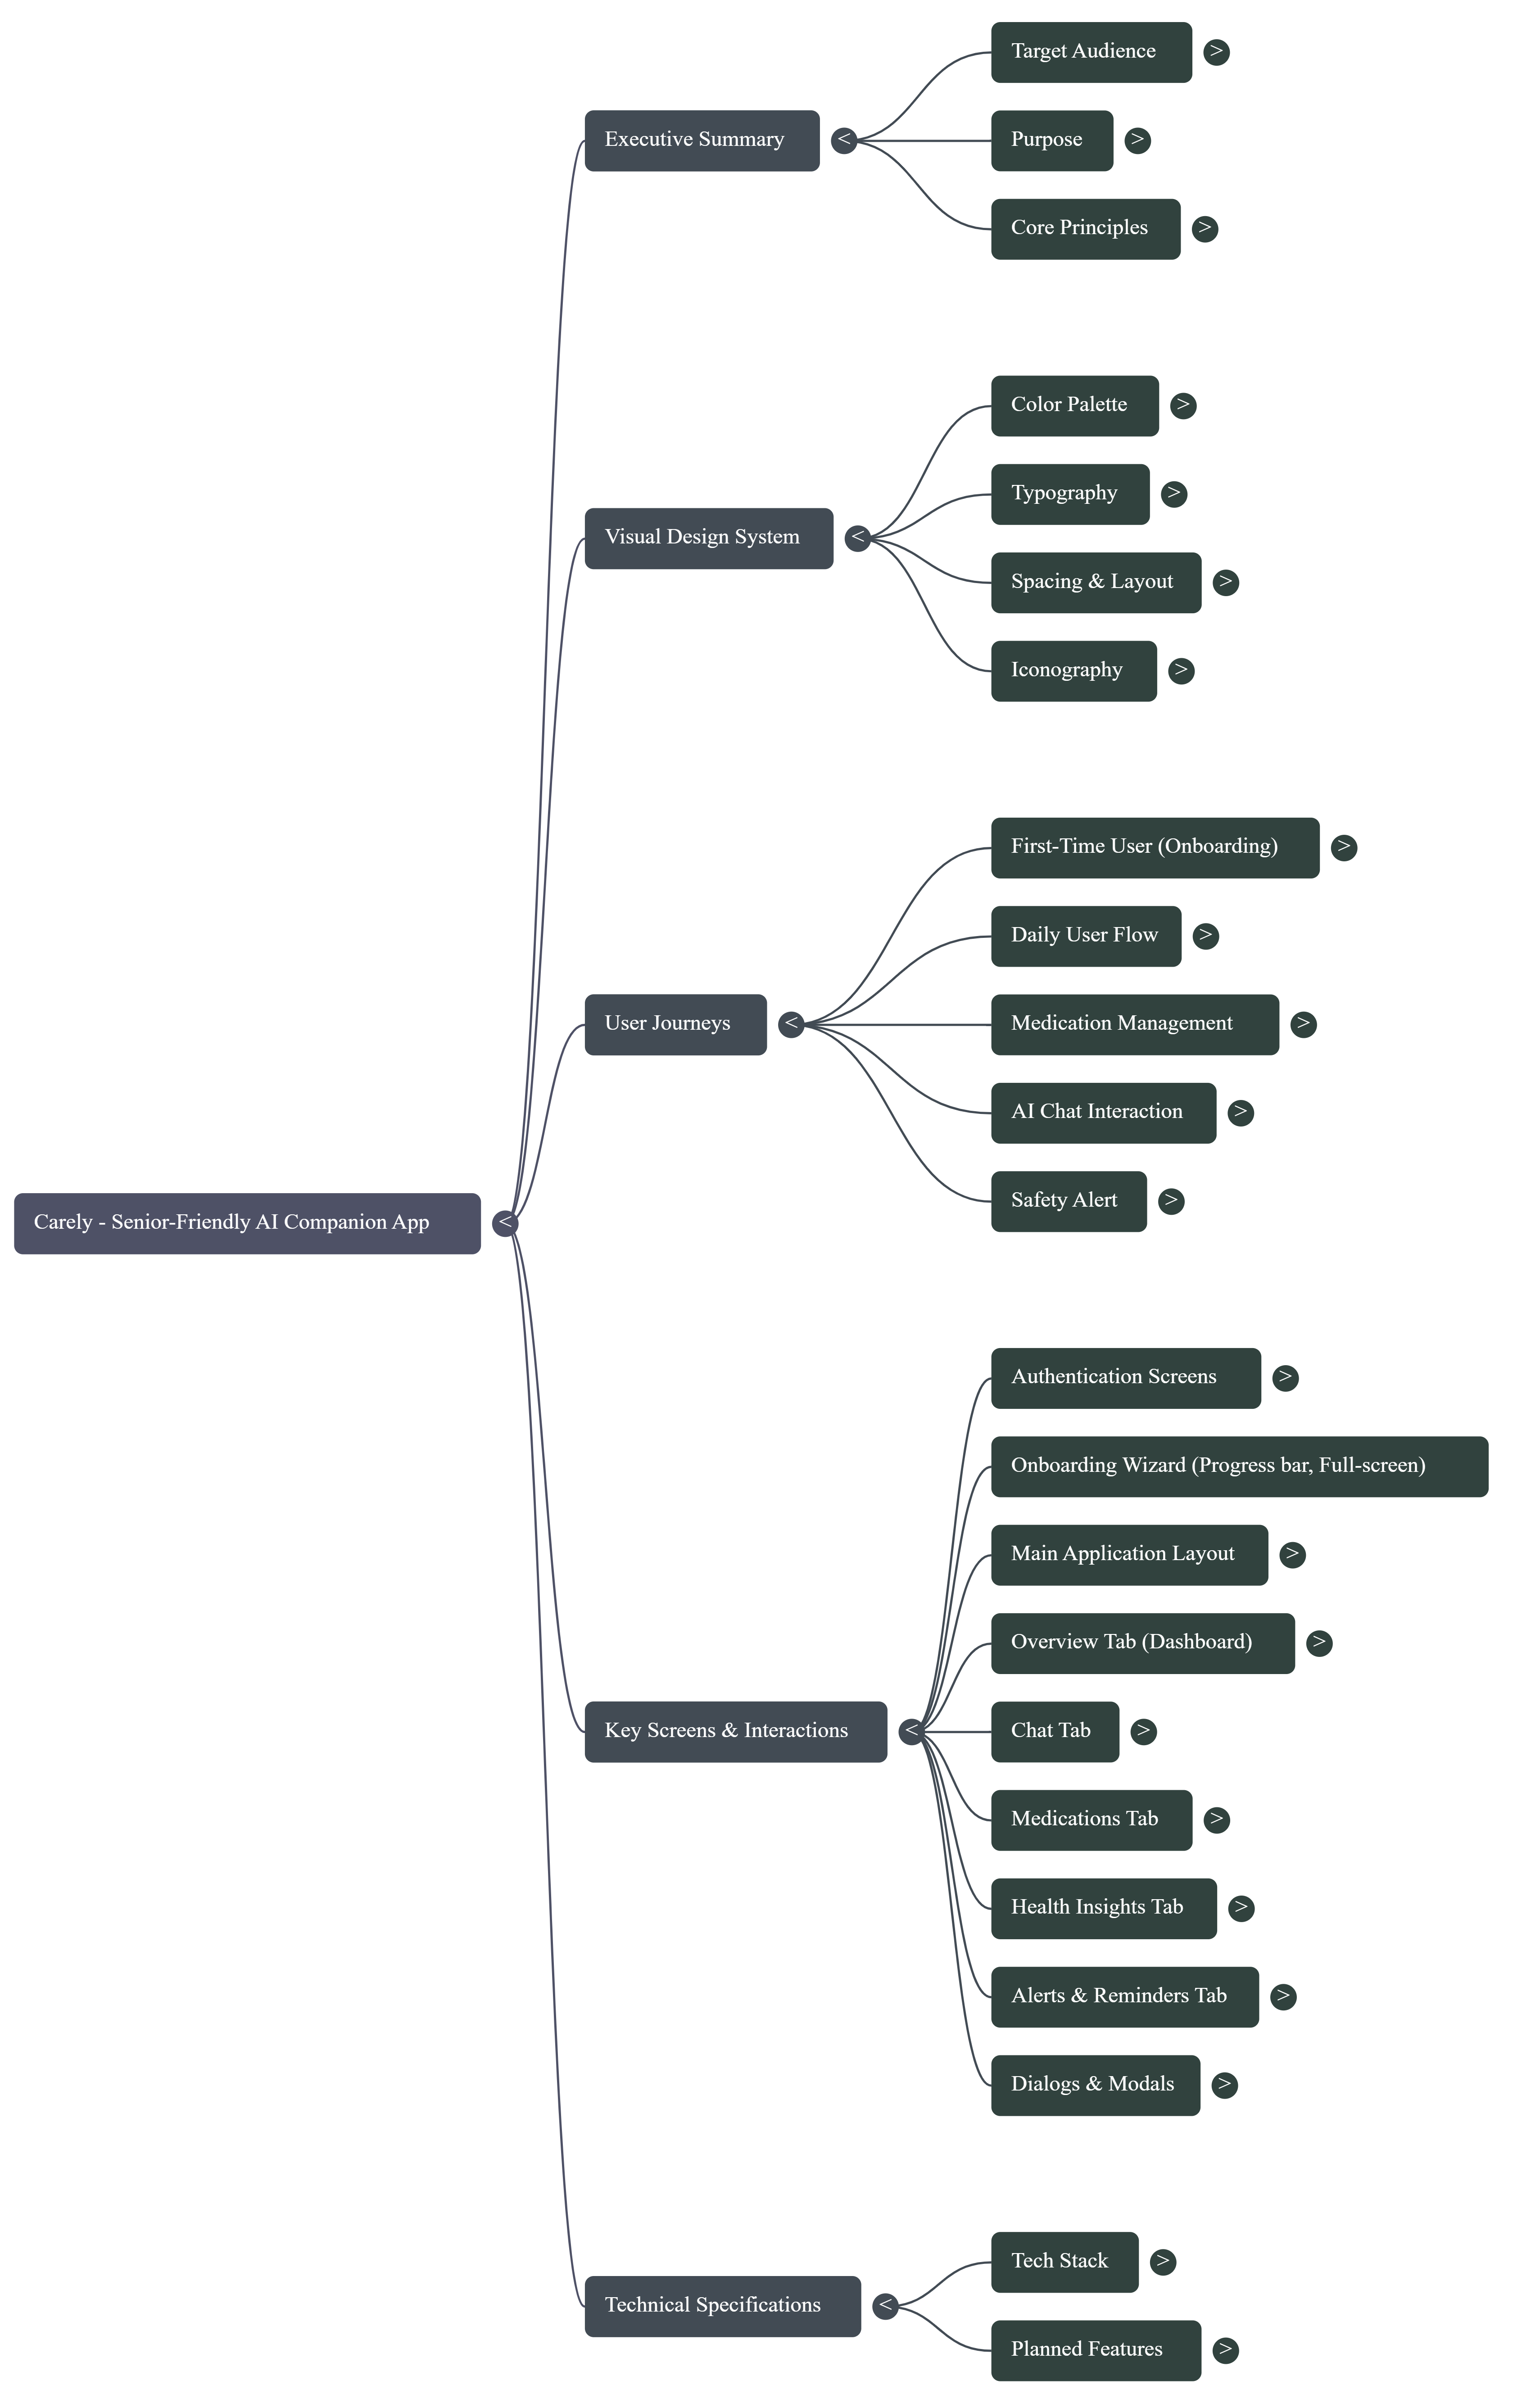 Carely - Senior-Friendly AI Companion App
<
Executive Summary
<
Target Audience
>
Purpose
>
Core Principles
>
Visual Design System
<
Color Palette
>
Typography
>
Spacing & Layout
>
Iconography
>
User Journeys
<
First-Time User (Onboarding)
>
Daily User Flow
>
Medication Management
>
AI Chat Interaction
>
Safety Alert
>
Key Screens & Interactions
<
Authentication Screens
>
Onboarding Wizard (Progress bar, Full-screen)
Main Application Layout
>
Overview Tab (Dashboard)
>
Chat Tab
>
Medications Tab
>
Health Insights Tab
>
Alerts & Reminders Tab
>
Dialogs & Modals
>
Technical Specifications
<
Tech Stack
>
Planned Features
>